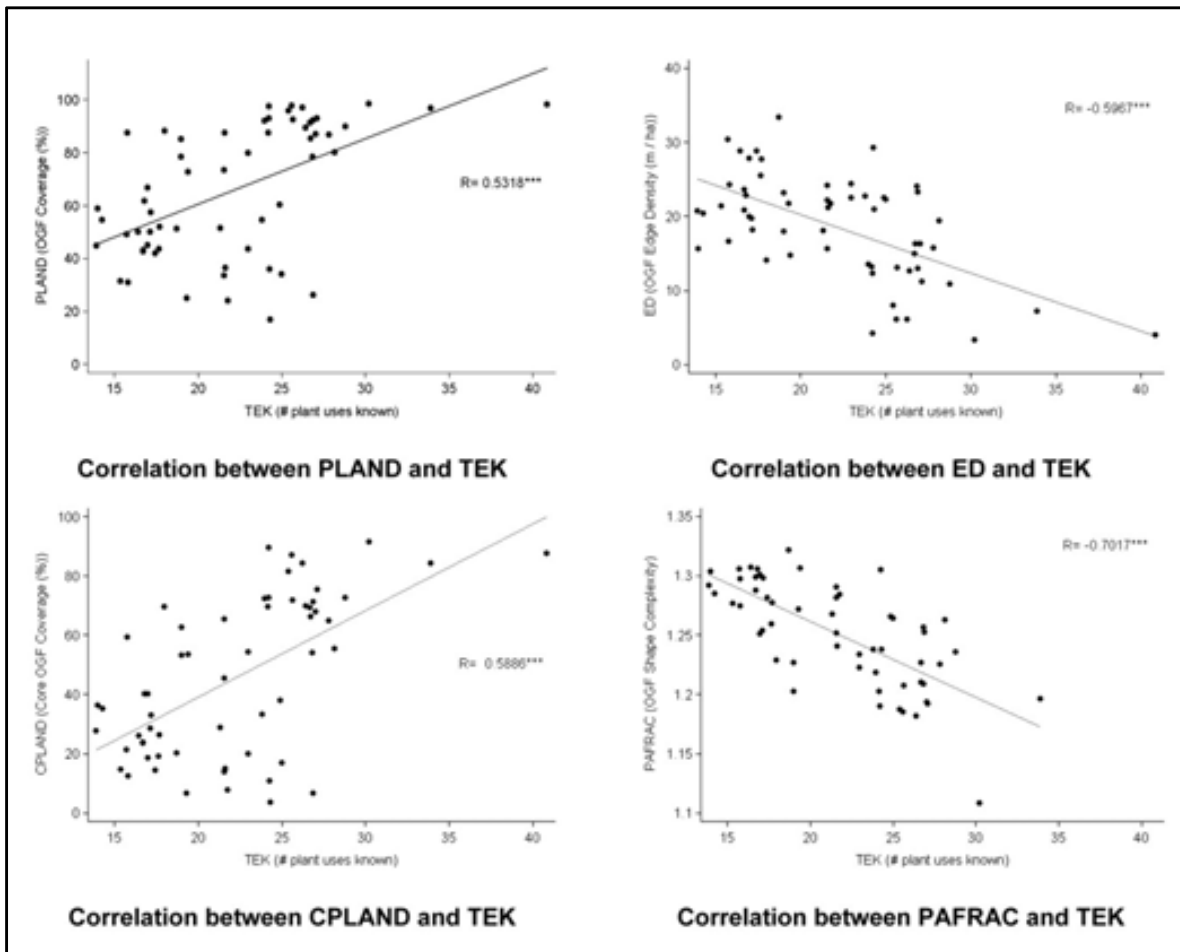 100
80
60
40
20
0
PLAND (OGF Coverage (%))
R= 0.5318***
15 20 25 30 35 40
TEK (# plant uses known)
Correlation between PLAND and TEK
40
30
20
10
0
ED (OGF Edge Density (m / ha))
R= -0.5967***
15 20 25 30 35 40
TEK (# plant uses known)
Correlation between ED and TEK
100
80
60
40
20
0
CPLAND (Core OGF Coverage (%))
R= 0.5886***
15 20 25 30 35 40
TEK (# plant uses known)
Correlation between CPLAND and TEK
1.35
1.3
1.25
1.2
1.15
1.1
PAFRAC (OGF Shape Complexity)
R= -0.7017***
15 20 25 30 35 40
TEK (# plant uses known)
Correlation between PAFRAC and TEK